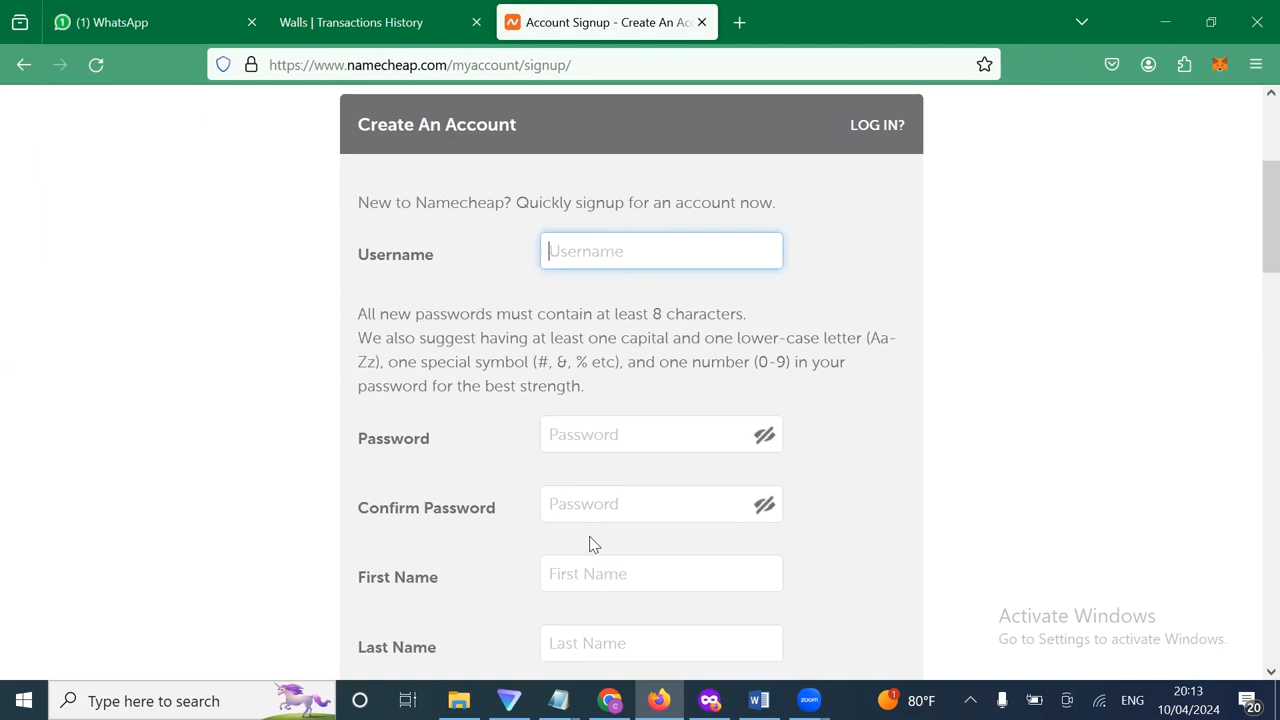 (1) WhatsApp
Walls | Transactions History
Account Signup - Create An Acc
https://www.namecheap.com/myaccount/signup/
Create An Account
LOG IN?
New to Namecheap? Quickly signup for an account now.
Username
Username
All new passwords must contain at least 8 characters.
We also suggest having at least one capital and one lower-case letter (Aa-
Zz), one special symbol (#, &, % etc), and one number (0-9) in your
password for the best strength.
Password
Password
Confirm Password
Password
First Name
First Name
Last Name
Last Name
Activate Windows
Go to Settings to activate Windows.
Type here to search
zoom
1
80°F
ENG
20:13
10/04/2024
20